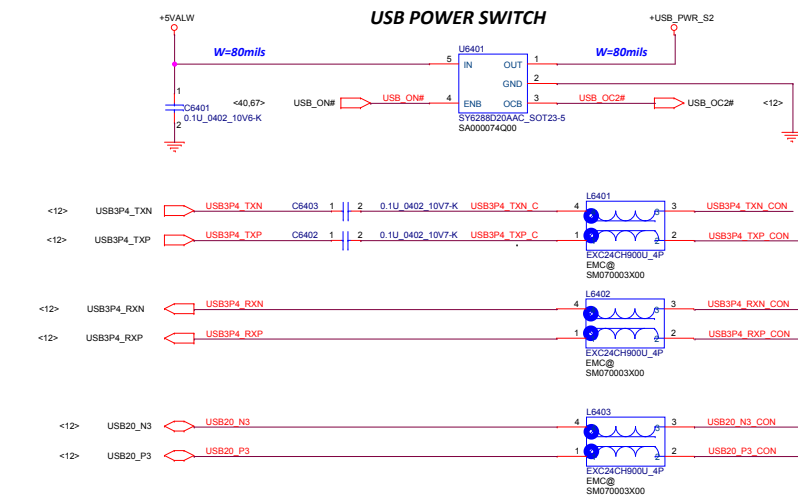 USB POWER SWITCH
+5VALW
+USB_PWR_S2
W=80mils
U6401
W=80mils
5 IN OUT 1
GND 2
1
C6401
0.1U_0402_10V6-K
2
<40,67> USB_ON# USB_ON# 4 ENB OCB 3 USB_OC2# USB_OC2# <12>
SY6288D20AAC_SOT23-5
SA000074Q00
L6401
<12> USB3P4_TXN USB3P4_TXN C6403 1 2 0.1U_0402_10V7-K USB3P4_TXN_C 4 3 USB3P4_TXN_CON
<12> USB3P4_TXP USB3P4_TXP C6402 1 2 0.1U_0402_10V7-K USB3P4_TXP_C 1 2 USB3P4_TXP_CON
EXC24CH900U_4P
EMC@
SM070003X00
L6402
<12> USB3P4_RXN USB3P4_RXN 4 3 USB3P4_RXN_CON
<12> USB3P4_RXP USB3P4_RXP 1 2 USB3P4_RXP_CON
EXC24CH900U_4P
EMC@
SM070003X00
L6403
<12> USB20_N3 USB20_N3 4 3 USB20_N3_CON
<12> USB20_P3 USB20_P3 1 2 USB20_P3_CON
EXC24CH900U_4P
EMC@
SM070003X00